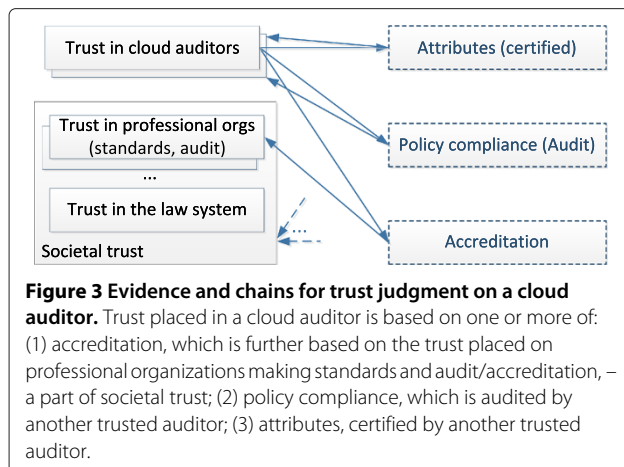 Trust in cloud auditors
Attributes (certified)
Trust in professional orgs
(standards, audit)
...
Policy compliance (Audit)
Trust in the law system
...
Societal trust
Accreditation
Figure 3 Evidence and chains for trust judgment on a cloud
auditor. Trust placed in a cloud auditor is based on one or more of:
(1) accreditation, which is further based on the trust placed on
professional organizations making standards and audit/accreditation, –
a part of societal trust; (2) policy compliance, which is audited by
another trusted auditor; (3) attributes, certified by another trusted
auditor.